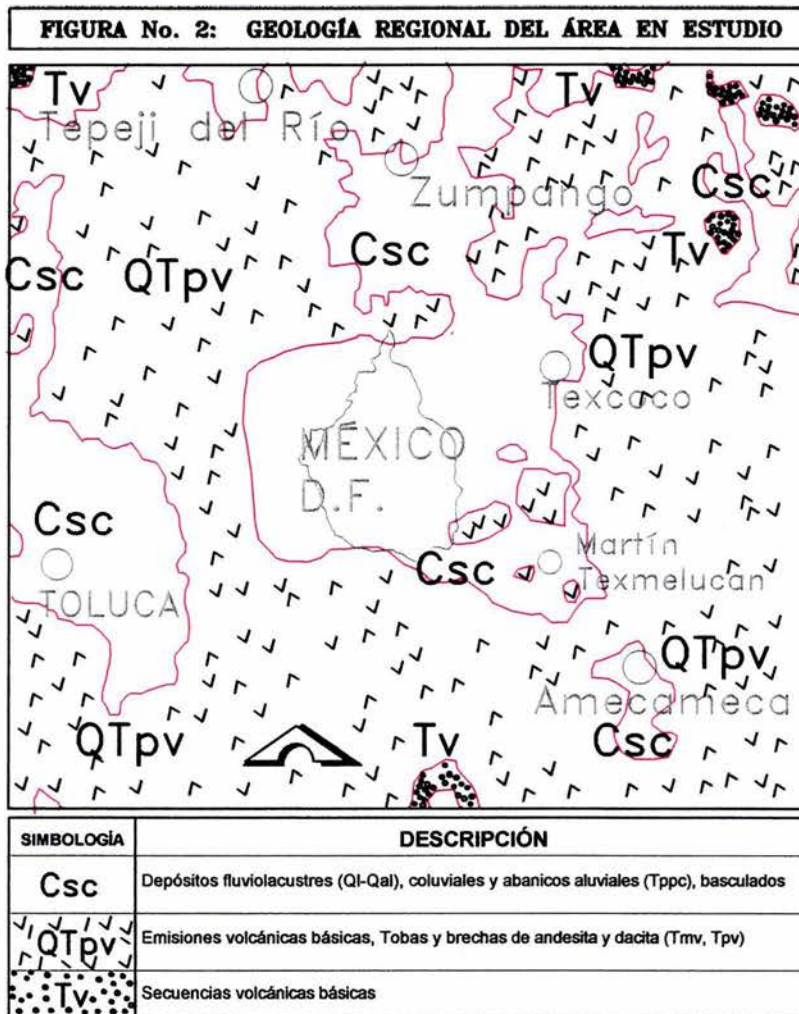 FIGURA No. 2: GEOLOGÍA REGIONAL DEL ÁREA EN ESTUDIO
Tv
Tv
Tepeji del Río
Zumpango
Csc
Csc
QTpv
Csc
Tv
QTpv
Texcoco
MÉXICO
D.F.
Csc
TOLUCA
Csc
Martín
Texmelucan
QTpv
Amecameca
QTpv
Tv
Csc
SIMBOLOGÍA DESCRIPCIÓN
Csc Depósitos fluviolacustres (Ql-Qal), coluviales y abanicos aluviales (Tppc), basculados
QTpv Emisiones volcánicas básicas, Tobas y brechas de andesita y dacita (Tmv, Tpv)
Tv Secuencias volcánicas básicas